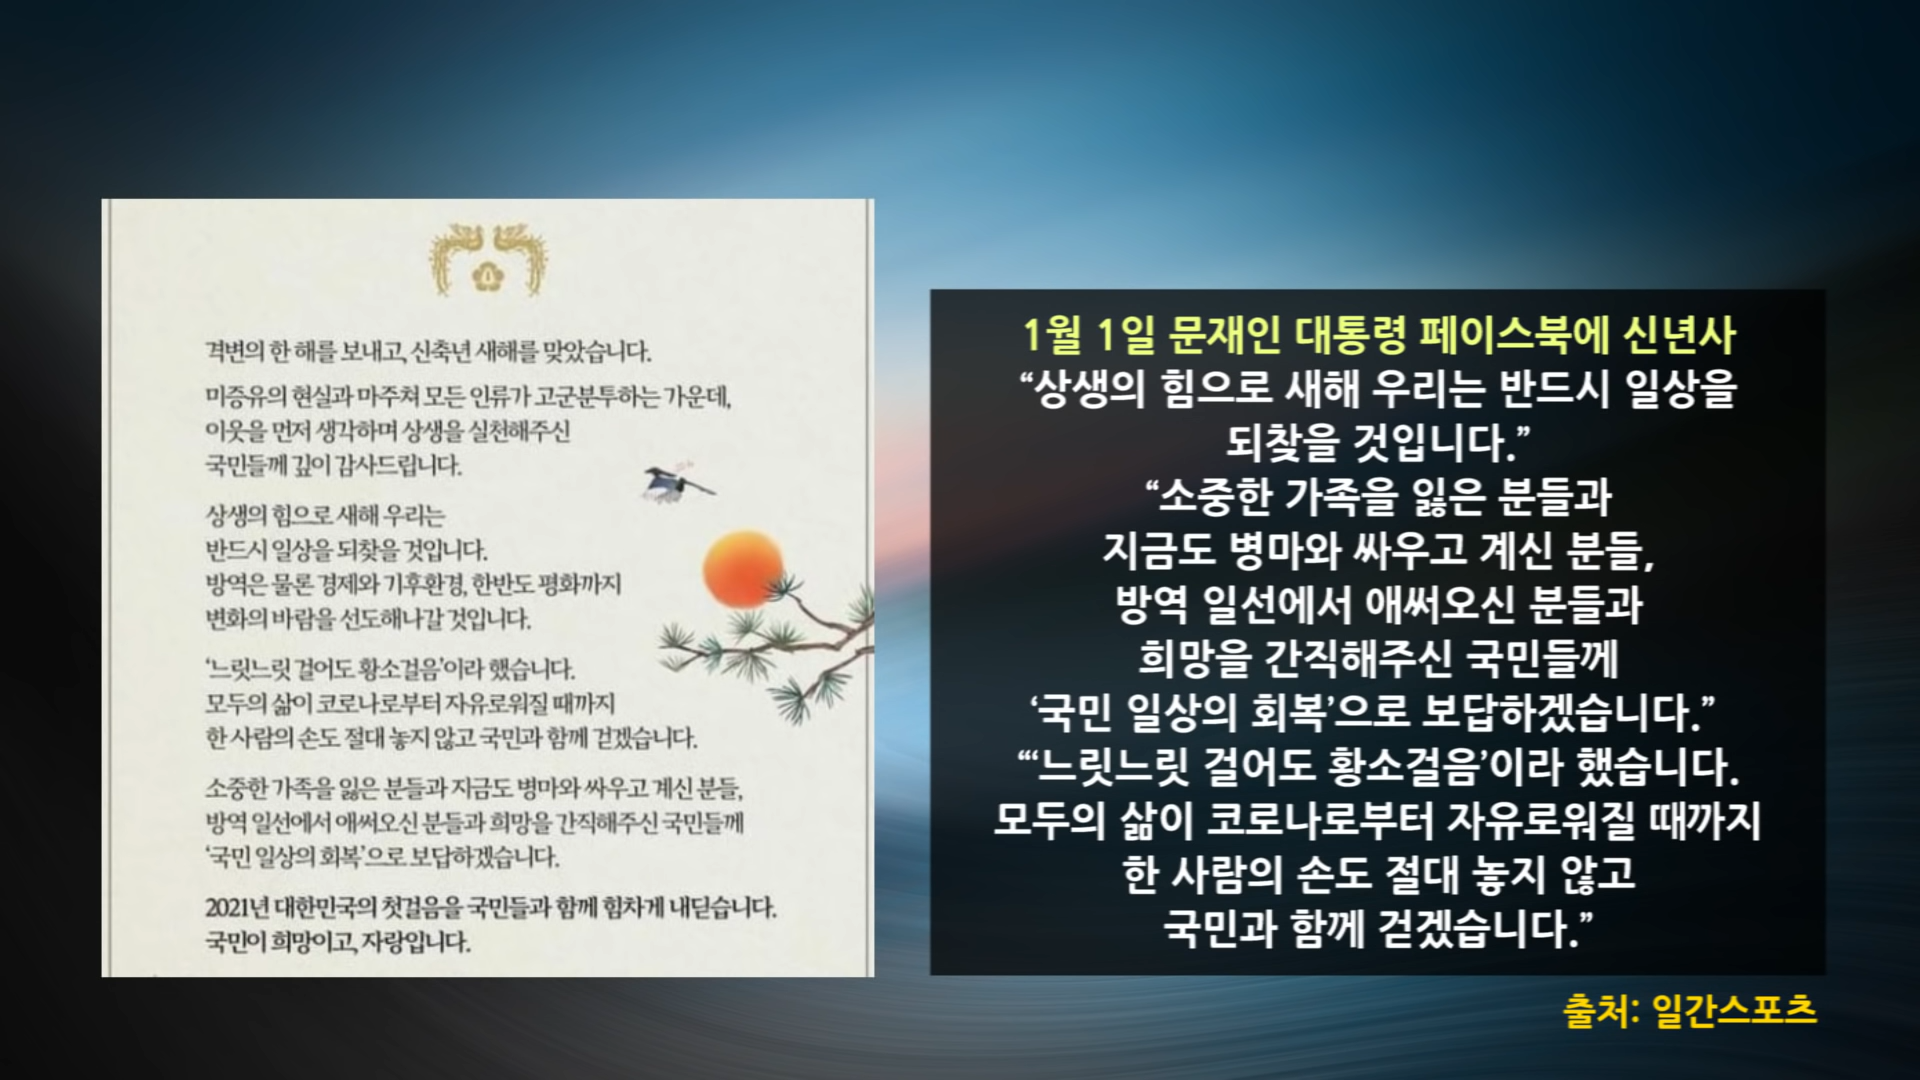 격변의 한 해를 보내고, 신축년 새해를 맞았습니다.
미증유의 현실과 마주쳐 모든 인류가 고군분투하는 가운데,
이웃을 먼저 생각하며 상생을 실천해주신
국민들께 깊이 감사드립니다.
상생의 힘으로 새해 우리는
반드시 일상을 되찾을 것입니다.
방역은 물론 경제와 기후환경, 한반도 평화까지
변화의 바람을 선도해나갈 것입니다.
‘느릿느릿 걸어도 황소걸음’이라 했습니다.
모두의 삶이 코로나로부터 자유로워질 때까지
한 사람의 손도 절대 놓지 않고 국민과 함께 걷겠습니다.
소중한 가족을 잃은 분들과 지금도 병마와 싸우고 계신 분들,
방역 일선에서 애써오신 분들과 희망을 간직해주신 국민들께
‘국민 일상의 회복’으로 보답하겠습니다.
2021년 대한민국의 첫걸음을 국민들과 함께 힘차게 내딛습니다.
국민이 희망이고, 자랑입니다.
1월 1일 문재인 대통령 페이스북에 신년사
“상생의 힘으로 새해 우리는 반드시 일상을
되찾을 것입니다.”
“소중한 가족을 잃은 분들과
지금도 병마와 싸우고 계신 분들,
방역 일선에서 애써오신 분들과
희망을 간직해주신 국민들께
‘국민 일상의 회복’으로 보답하겠습니다.”
“‘느릿느릿 걸어도 황소걸음’이라 했습니다.
모두의 삶이 코로나로부터 자유로워질 때까지
한 사람의 손도 절대 놓지 않고
국민과 함께 걷겠습니다.”
출처: 일간스포츠